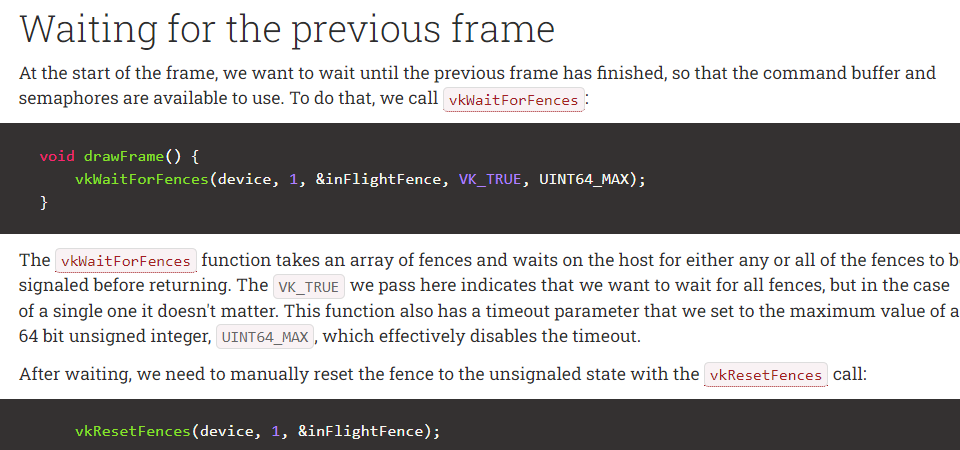 Waiting for the previous frame
At the start of the frame, we want to wait until the previous frame has finished, so that the command buffer and
semaphores are available to use. To do that, we call vkWaitForFences:
void drawFrame() {
    vkWaitForFences(device, 1, &inFlightFence, VK_TRUE, UINT64_MAX);
}
The vkWaitForFences function takes an array of fences and waits on the host for either any or all of the fences to be
signaled before returning. The VK_TRUE we pass here indicates that we want to wait for all fences, but in the case
of a single one it doesn't matter. This function also has a timeout parameter that we set to the maximum value of a
64 bit unsigned integer, UINT64_MAX, which effectively disables the timeout.
After waiting, we need to manually reset the fence to the unsignaled state with the vkResetFences call:
    vkResetFences(device, 1, &inFlightFence);